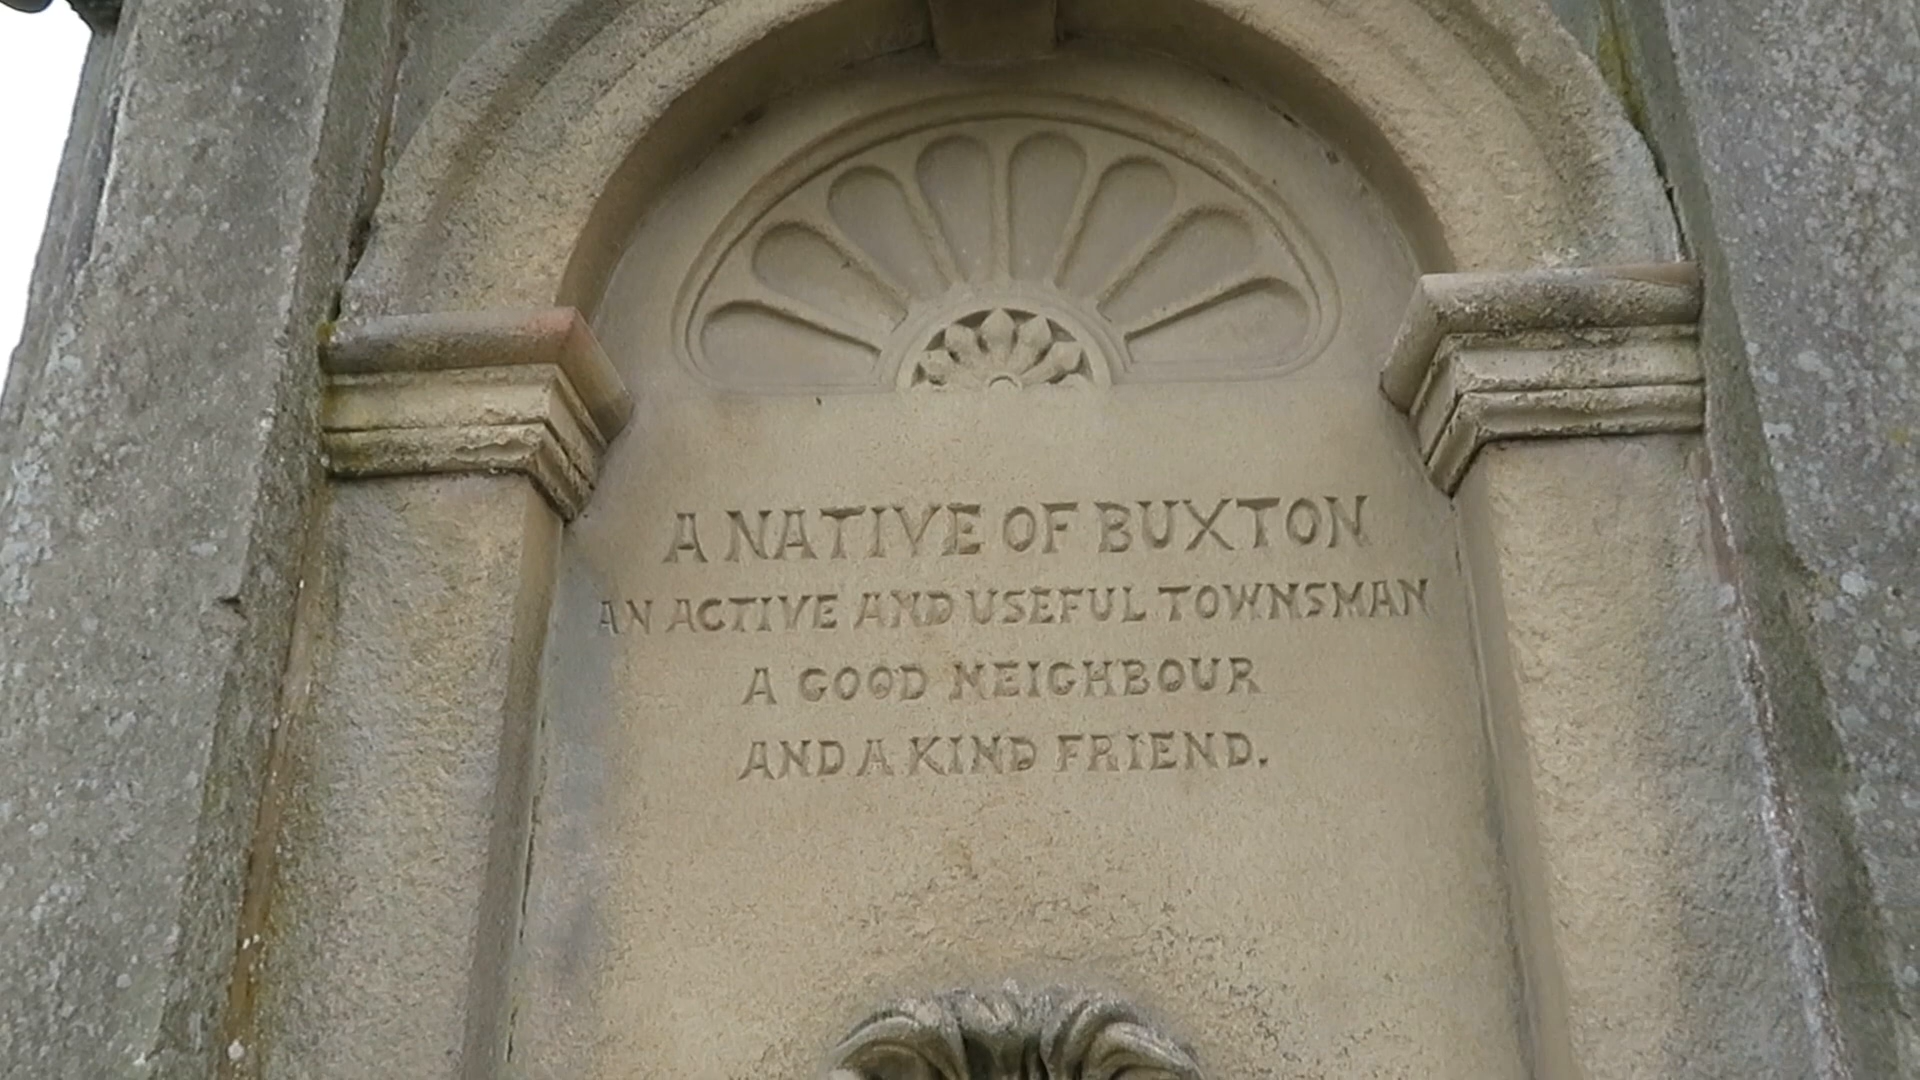 A NATIVE OF BUXTON
AN ACTIVE AND USEFUL TOWNSMAN
A GOOD NEIGHBOUR
AND A KIND FRIEND.